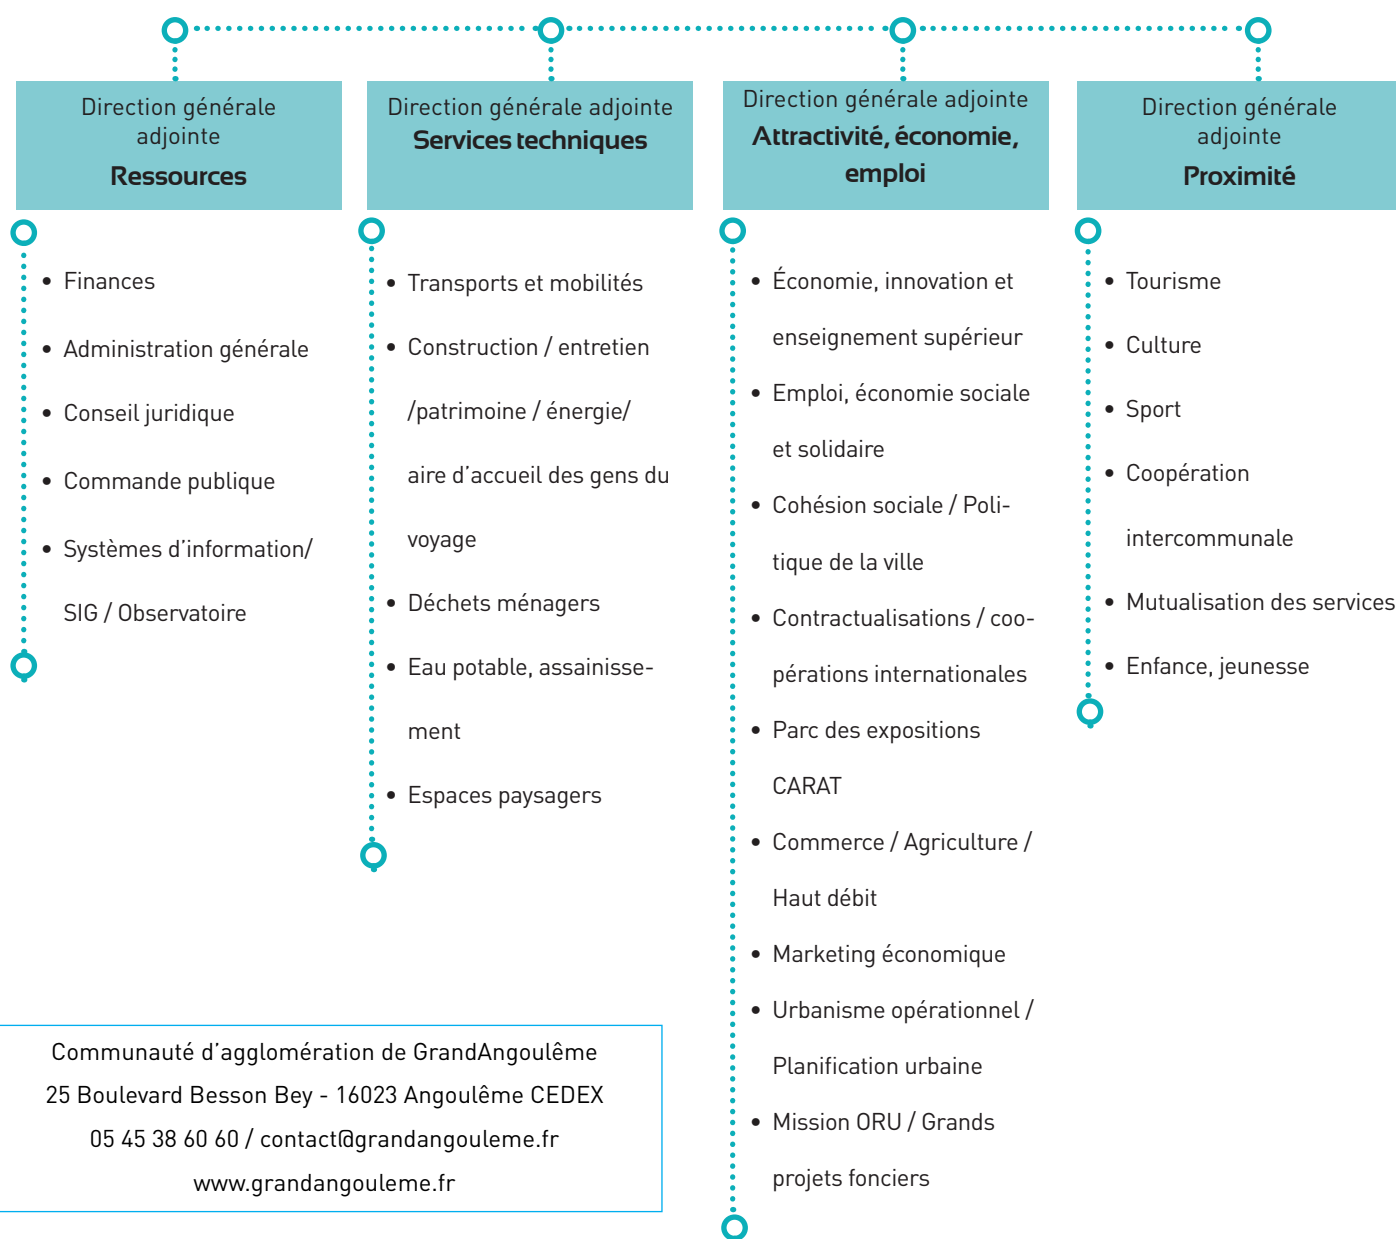 Direction générale
adjointe
Ressources
• Finances
• Administration générale
• Conseil juridique
• Commande publique
• Systèmes d’information/
SIG / Observatoire
Direction générale adjointe
Services techniques
• Transports et mobilités
• Construction / entretien
/patrimoine / énergie/
aire d’accueil des gens du
voyage
• Déchets ménagers
• Eau potable, assainisse-
ment
• Espaces paysagers
Direction générale adjointe
Attractivité, économie,
emploi
• Économie, innovation et
enseignement supérieur
• Emploi, économie sociale
et solidaire
• Cohésion sociale / Poli-
tique de la ville
• Contractualisations / coo-
pérations internationales
• Parc des expositions
CARAT
• Commerce / Agriculture /
Haut débit
• Marketing économique
• Urbanisme opérationnel /
Planification urbaine
• Mission ORU / Grands
projets fonciers
Direction générale
adjointe
Proximité
• Tourisme
• Culture
• Sport
• Coopération
intercommunale
• Mutualisation des services
• Enfance, jeunesse
Communauté d’agglomération de GrandAngoulême
25 Boulevard Besson Bey - 16023 Angoulême CEDEX
05 45 38 60 60 / contact@grandangouleme.fr
www.grandangouleme.fr